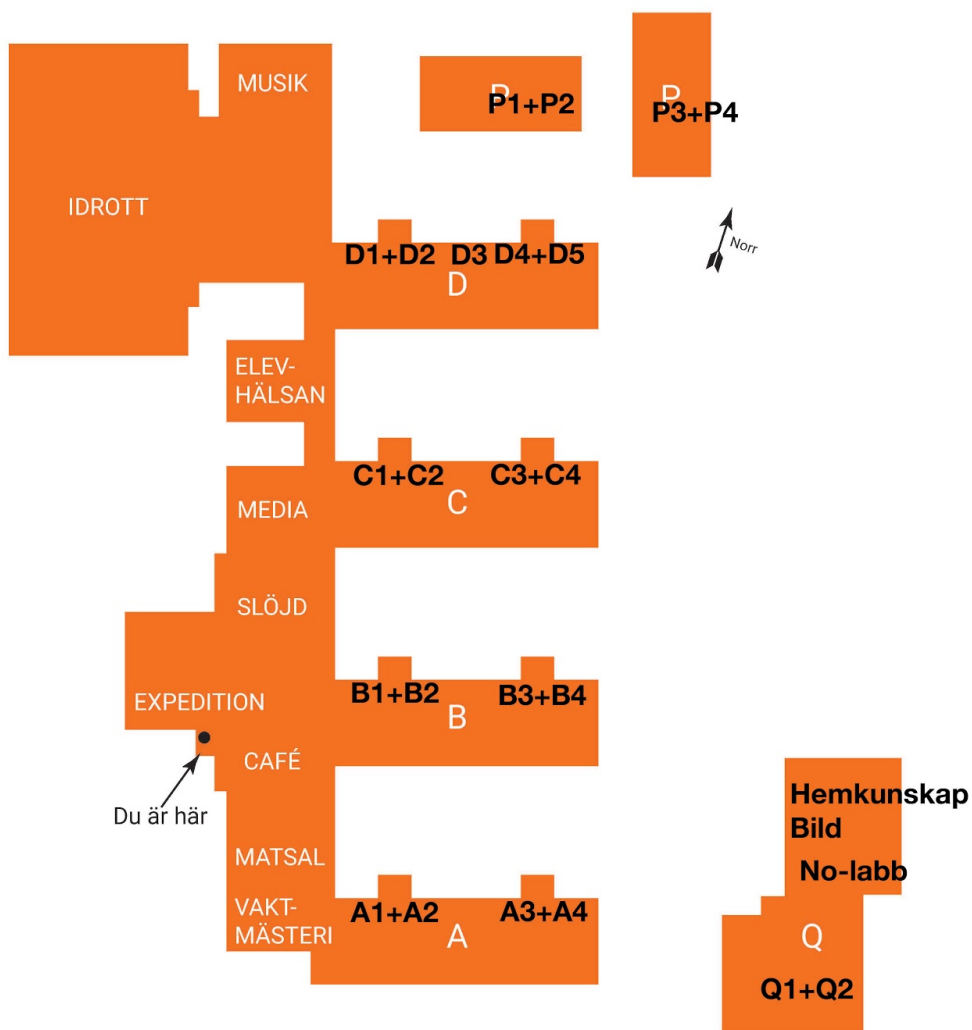 MUSIK
P
P1+P2
P
P3+P4
IDROTT
Norr
D1+D2 D3 D4+D5
D
ELEV-
HÄLSAN
C1+C2 C3+C4
C
MEDIA
SLÖJD
B1+B2 B3+B4
B
EXPEDITION
CAFÉ
Du är här
Hemkunskap
Bild
No-labb
MATSAL
VAKT-
MÄSTERI
A1+A2 A3+A4
A
Q
Q1+Q2